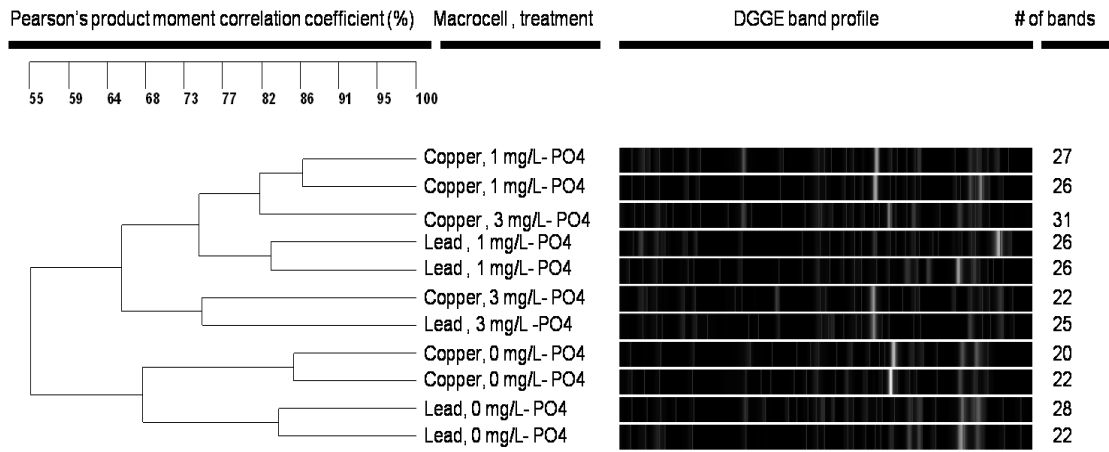 Pearson's product moment correlation coefficient (%) Macrocell , treatment DGGE band profile # of bands
55 59 64 68 73 77 82 86 91 95 100
Copper, 1 mg/L- PO4 27
Copper, 1 mg/L- PO4 26
Copper , 3 mg/L- PO4 31
Lead , 1 mg/L- PO4 26
Lead , 1 mg/L- PO4 26
Copper, 3 mg/L- PO4 22
Lead , 3 mg/L -PO4 25
Copper, 0 mg/L- PO4 20
Copper, 0 mg/L- PO4 22
Lead, 0 mg/L- PO4 28
Lead, 0 mg/L- PO4 22